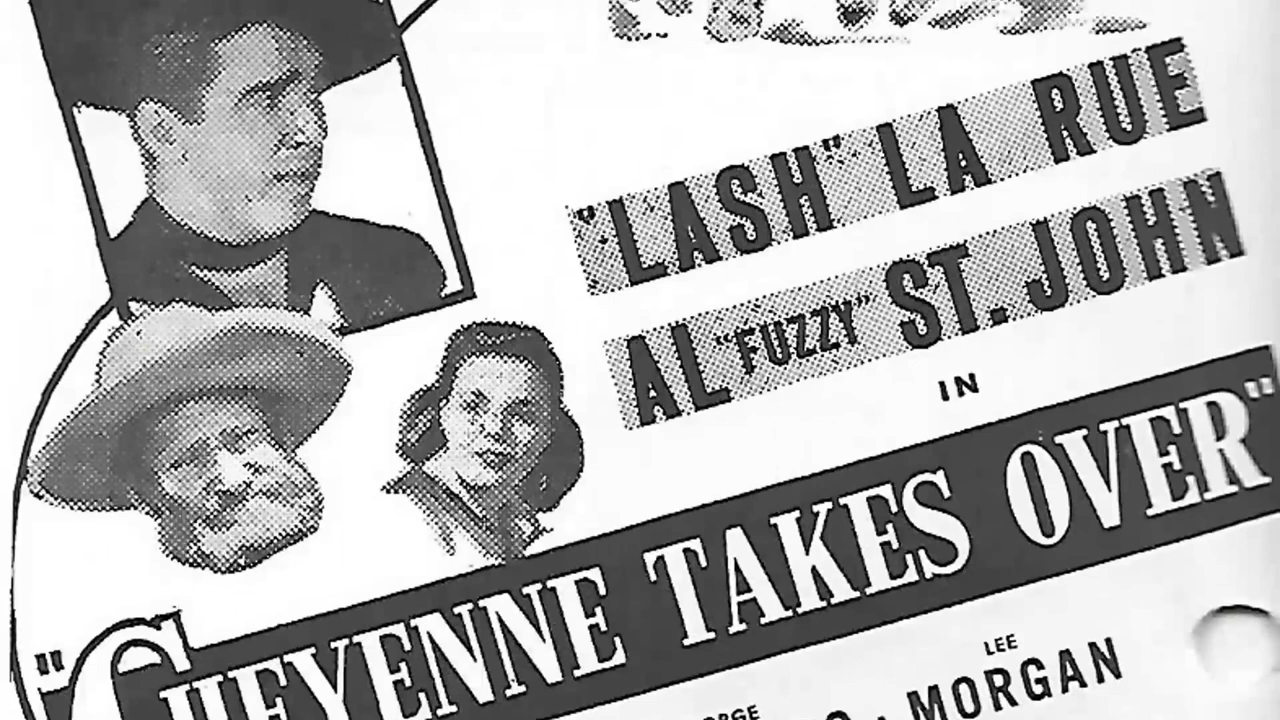 "LASH" LA RUE
AL "FUZZY" ST. JOHN
IN
"CHEYENNE TAKES OVER"
LEE
MORGAN